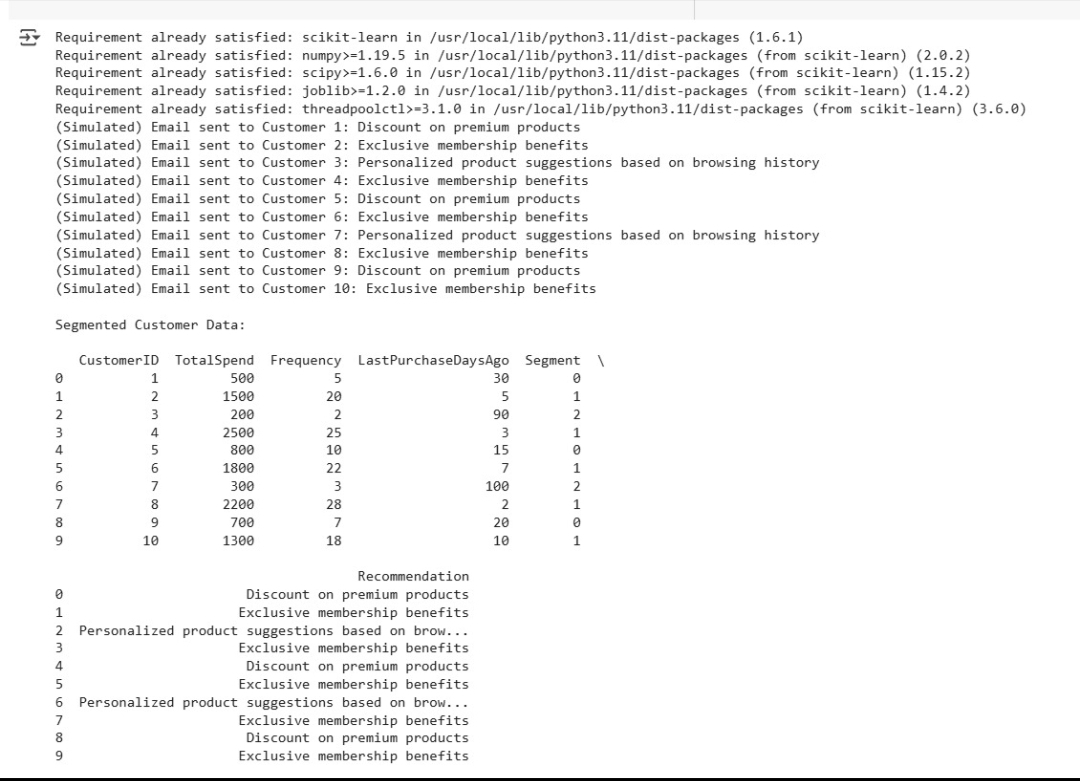 Requirement already satisfied: scikit-learn in /usr/local/lib/python3.11/dist-packages (1.6.1)
Requirement already satisfied: numpy>=1.19.5 in /usr/local/lib/python3.11/dist-packages (from scikit-learn) (2.0.2)
Requirement already satisfied: scipy>=1.6.0 in /usr/local/lib/python3.11/dist-packages (from scikit-learn) (1.15.2)
Requirement already satisfied: joblib>=1.2.0 in /usr/local/lib/python3.11/dist-packages (from scikit-learn) (1.4.2)
Requirement already satisfied: threadpoolctl>=3.1.0 in /usr/local/lib/python3.11/dist-packages (from scikit-learn) (3.6.0)
(Simulated) Email sent to Customer 1: Discount on premium products
(Simulated) Email sent to Customer 2: Exclusive membership benefits
(Simulated) Email sent to Customer 3: Personalized product suggestions based on browsing history
(Simulated) Email sent to Customer 4: Exclusive membership benefits
(Simulated) Email sent to Customer 5: Discount on premium products
(Simulated) Email sent to Customer 6: Exclusive membership benefits
(Simulated) Email sent to Customer 7: Personalized product suggestions based on browsing history
(Simulated) Email sent to Customer 8: Exclusive membership benefits
(Simulated) Email sent to Customer 9: Discount on premium products
(Simulated) Email sent to Customer 10: Exclusive membership benefits

Segmented Customer Data:

   CustomerID  TotalSpend  Frequency  LastPurchaseDaysAgo  Segment  \
0           1         500          5                   30        0
1           2        1500         20                    5        1
2           3         200          2                   90        2
3           4        2500         25                    3        1
4           5         800         10                   15        0
5           6        1800         22                    7        1
6           7         300          3                  100        2
7           8        2200         28                    2        1
8           9         700          7                   20        0
9          10        1300         18                   10        1

                                      Recommendation
0                       Discount on premium products
1                      Exclusive membership benefits
2  Personalized product suggestions based on brow...
3                      Exclusive membership benefits
4                       Discount on premium products
5                      Exclusive membership benefits
6  Personalized product suggestions based on brow...
7                      Exclusive membership benefits
8                       Discount on premium products
9                      Exclusive membership benefits